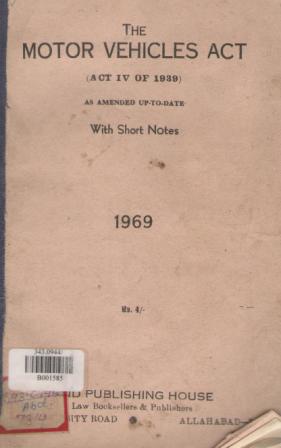 The
MOTOR VEHICLES ACT
(ACT IV OF 1939)
AS AMENDED UP-TO-DATE
With Short Notes
1969
Rs. 4/-
343.0944/
B001585
PUBLISHING HOUSE
Law Booksellers & Publishers
ROAD ALLAHABAD—